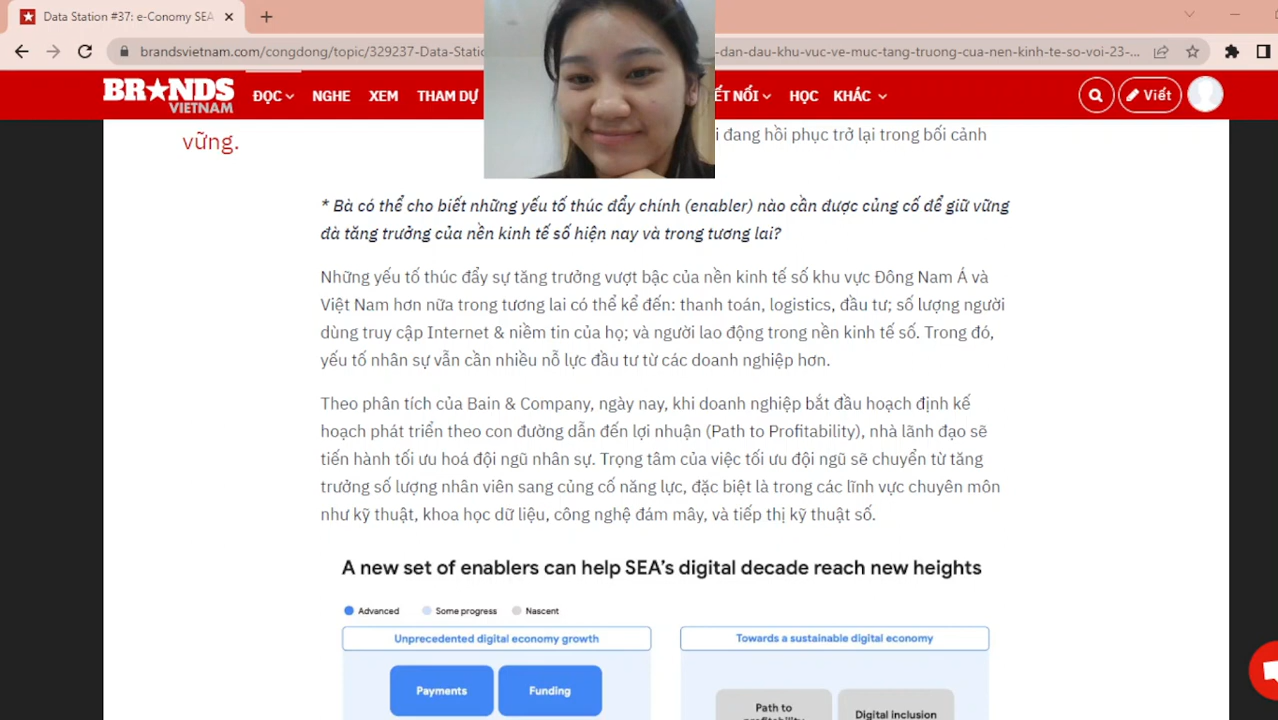 Data Station #37: e-Conomy SEA
brandsvietnam.com/congdong/topic/329237-Data-Stati
-dan-dau-khu-vuc-ve-muc-tang-truong-cua-nen-kinh-te-so-voi-23-...
BRANDS
VIETNAM
ĐỌC NGHE XEM THAM DỰ
ẾT NỐI HỌC KHÁC
Viết
vững.
i đang hồi phục trở lại trong bối cảnh
* Bà có thể cho biết những yếu tố thúc đẩy chính (enabler) nào cần được củng cố để giữ vững
đà tăng trưởng của nền kinh tế số hiện nay và trong tương lai?
Những yếu tố thúc đẩy sự tăng trưởng vượt bậc của nền kinh tế số khu vực Đông Nam Á và
Việt Nam hơn nữa trong tương lai có thể kể đến: thanh toán, logistics, đầu tư; số lượng người
dùng truy cập Internet & niềm tin của họ; và người lao động trong nền kinh tế số. Trong đó,
yếu tố nhân sự vẫn cần nhiều nỗ lực đầu tư từ các doanh nghiệp hơn.
Theo phân tích của Bain & Company, ngày nay, khi doanh nghiệp bắt đầu hoạch định kế
hoạch phát triển theo con đường dẫn đến lợi nhuận (Path to Profitability), nhà lãnh đạo sẽ
tiến hành tối ưu hoá đội ngũ nhân sự. Trọng tâm của việc tối ưu đội ngũ sẽ chuyển từ tăng
trưởng số lượng nhân viên sang củng cố năng lực, đặc biệt là trong các lĩnh vực chuyên môn
như kỹ thuật, khoa học dữ liệu, công nghệ đám mây, và tiếp thị kỹ thuật số.
A new set of enablers can help SEA's digital decade reach new heights
Advanced Some progress Nascent
Unprecedented digital economy growth
Towards a sustainable digital economy
Payments
Funding
Path to
profitability
Digital inclusion